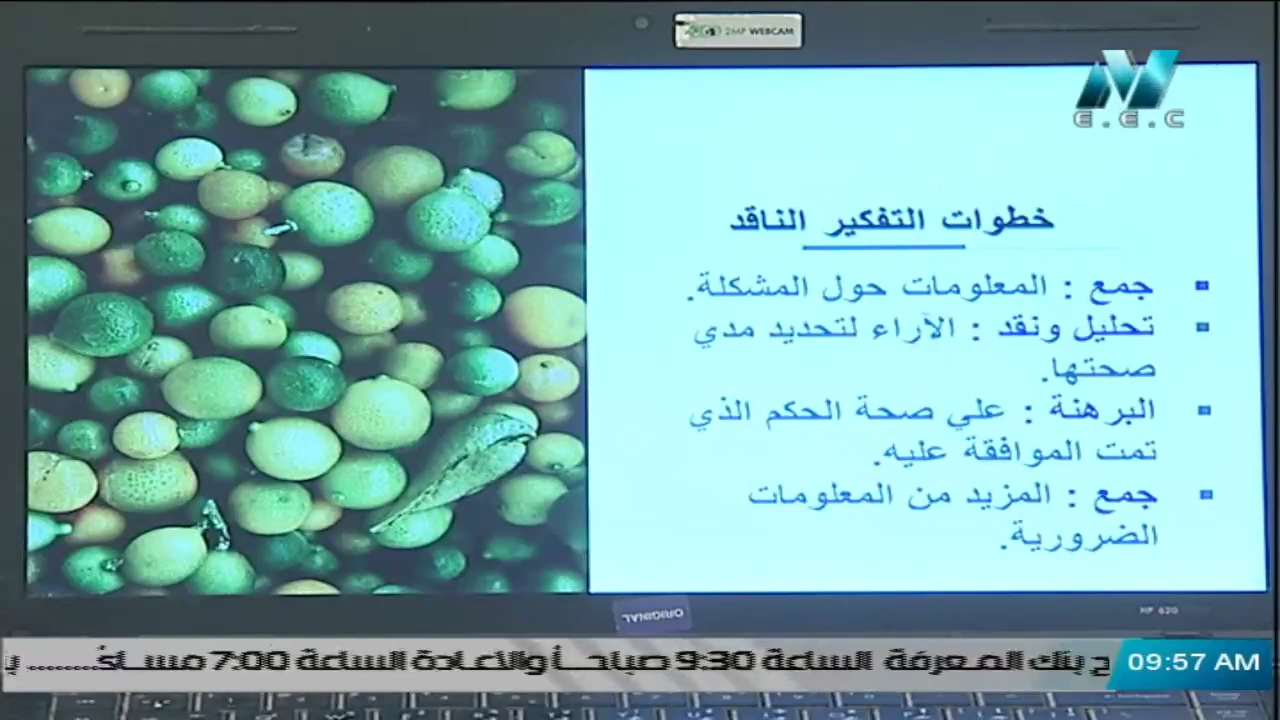 2MP WEBCAM
E.E.C
خطوات التفكير الناقد
جمع : المعلومات حول المشكلة.
تحليل ونقد : الآراء لتحديد مدي
صحتها.
البرهنة : علي صحة الحكم الذي
تمت الموافقة عليه.
جمع : المزيد من المعلومات
الضرورية.
ORIGINAL
HP 620
ج بنك المعرفة الساعة 9:30 صباحاً والاعادة الساعة 7:00 مساءً........
09:57 AM